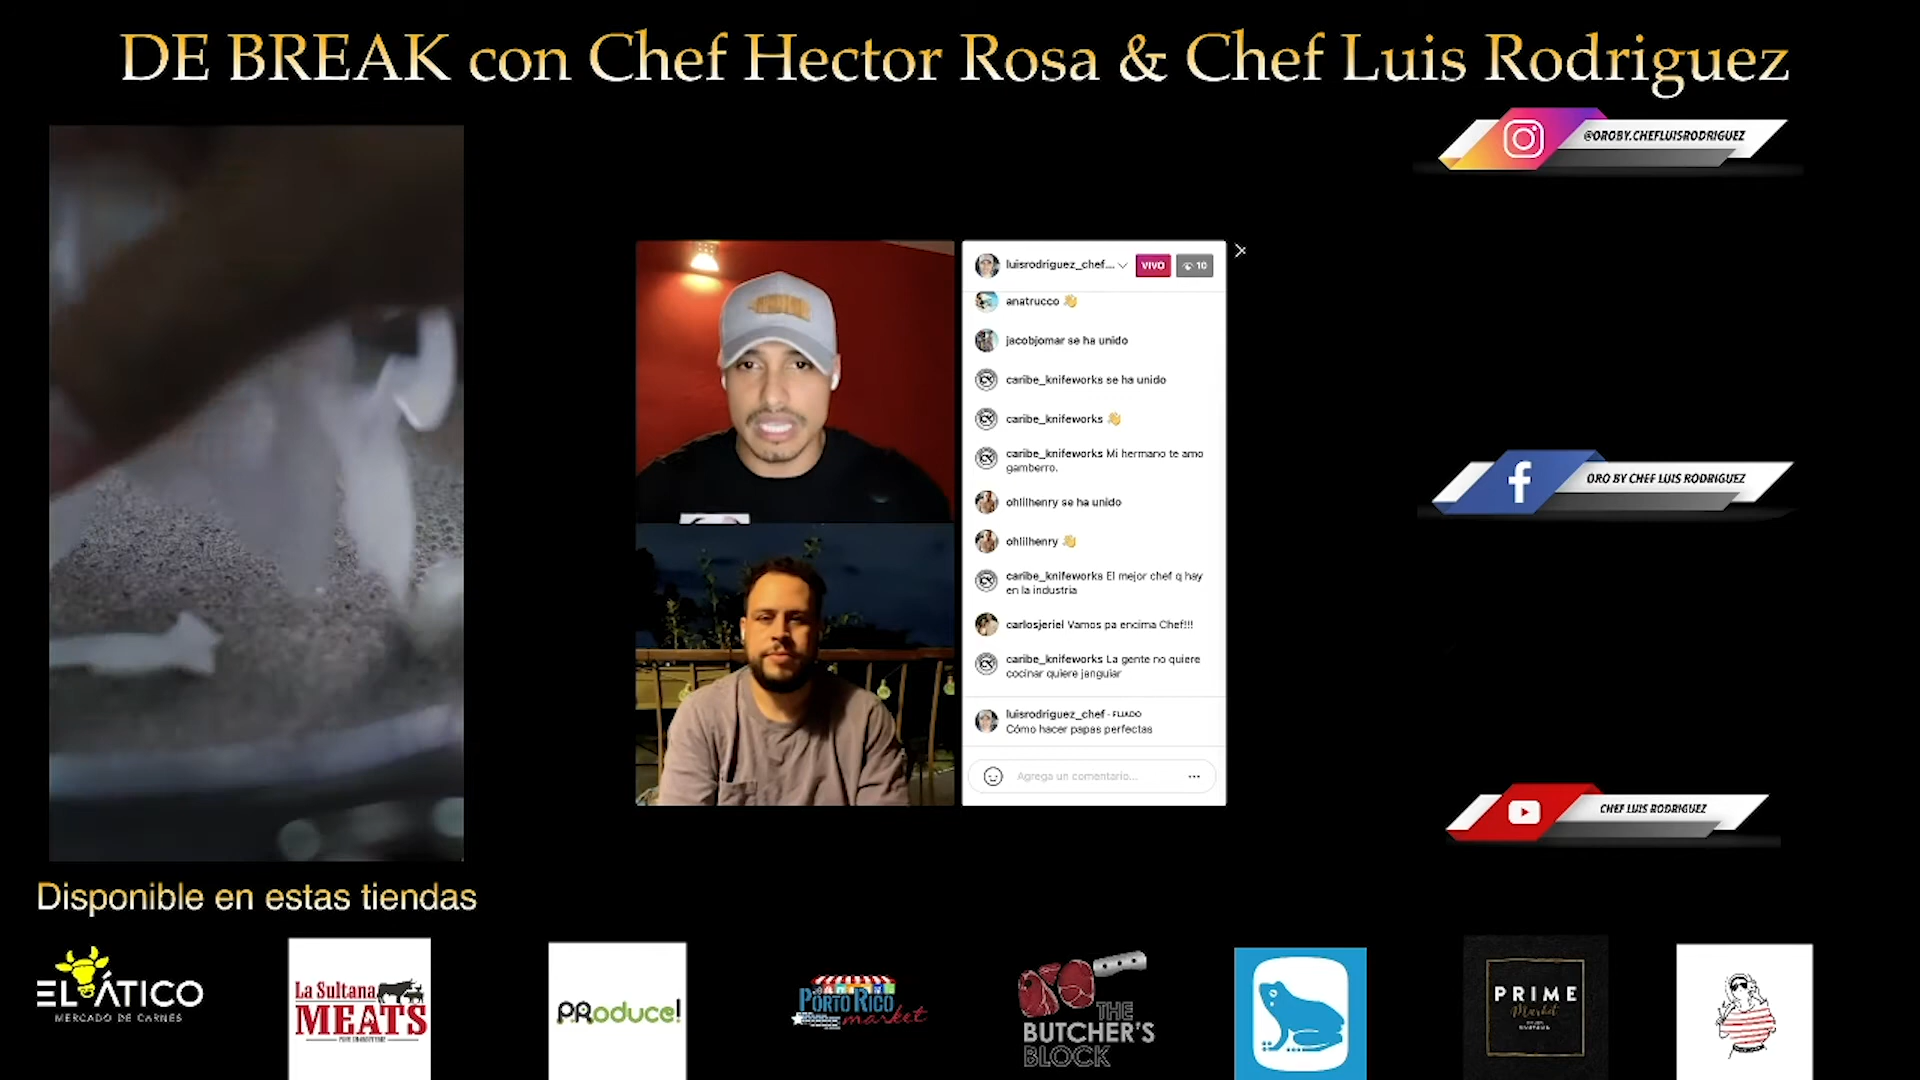 DE BREAK con Chef Hector Rosa & Chef Luis Rodriguez
@OROBY.CHEFLUISRODRIGUEZ
luisrodriguez_chef... VIVO 10
anatrucco 👋
jacobjomar se ha unido
caribe_knifeworks se ha unido
caribe_knifeworks 👋
caribe_knifeworks Mi hermano te amo
gamberro.
ohlilhenry se ha unido
ohlilhenry 👋
caribe_knifeworks El mejor chef q hay
en la industria
carlosjeriel Vamos pa encima Chef!!!
caribe_knifeworks La gente no quiere
cocinar quiere janguiar
luisrodriguez_chef · FIJADO
Cómo hacer papas perfectas
Agrega un comentario...
ORO BY CHEF LUIS RODRIGUEZ
CHEF LUIS RODRIGUEZ
Disponible en estas tiendas
EL ÁTICO
MERCADO DE CARNES
La Sultana
MEATS
PRoduce!
PORTO RICO
market
THE
BUTCHER'S
BLOCK
PRIME
Market